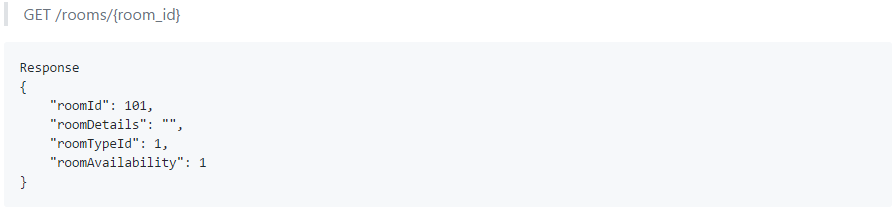 GET /rooms/{room_id}
Response
{
    "roomId": 101,
    "roomDetails": "",
    "roomTypeId": 1,
    "roomAvailability": 1
}